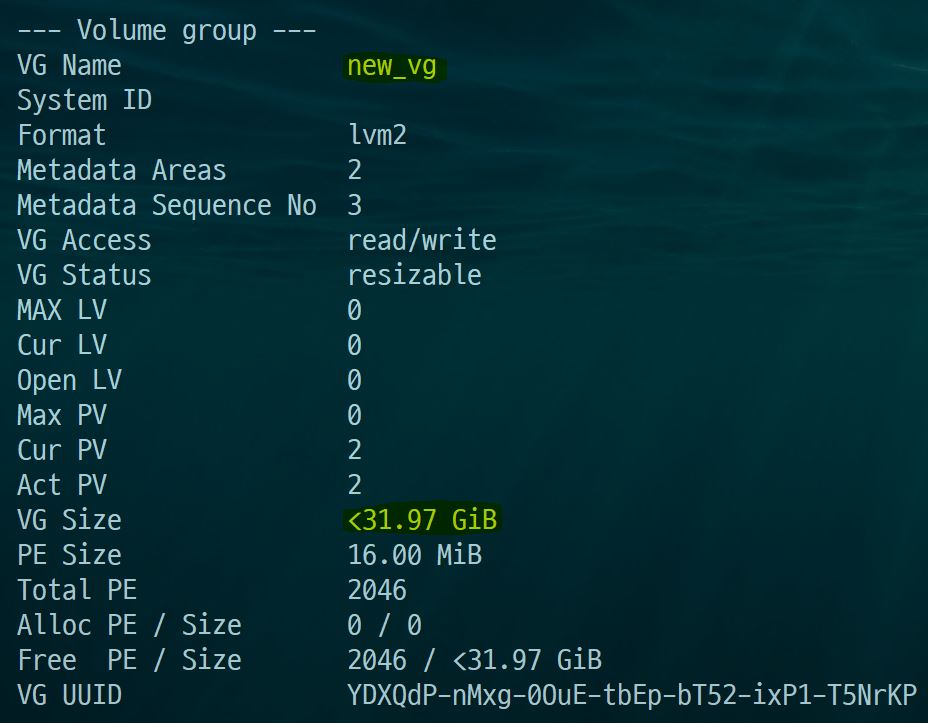 --- Volume group ---
VG Name new_vg
System ID
Format lvm2
Metadata Areas 2
Metadata Sequence No 3
VG Access read/write
VG Status resizable
MAX LV 0
Cur LV 0
Open LV 0
Max PV 0
Cur PV 2
Act PV 2
VG Size <31.97 GiB
PE Size 16.00 MiB
Total PE 2046
Alloc PE / Size 0 / 0
Free  PE / Size 2046 / <31.97 GiB
VG UUID YDXQdP-nMxg-0OuE-tbEp-bT52-ixP1-T5NrKP